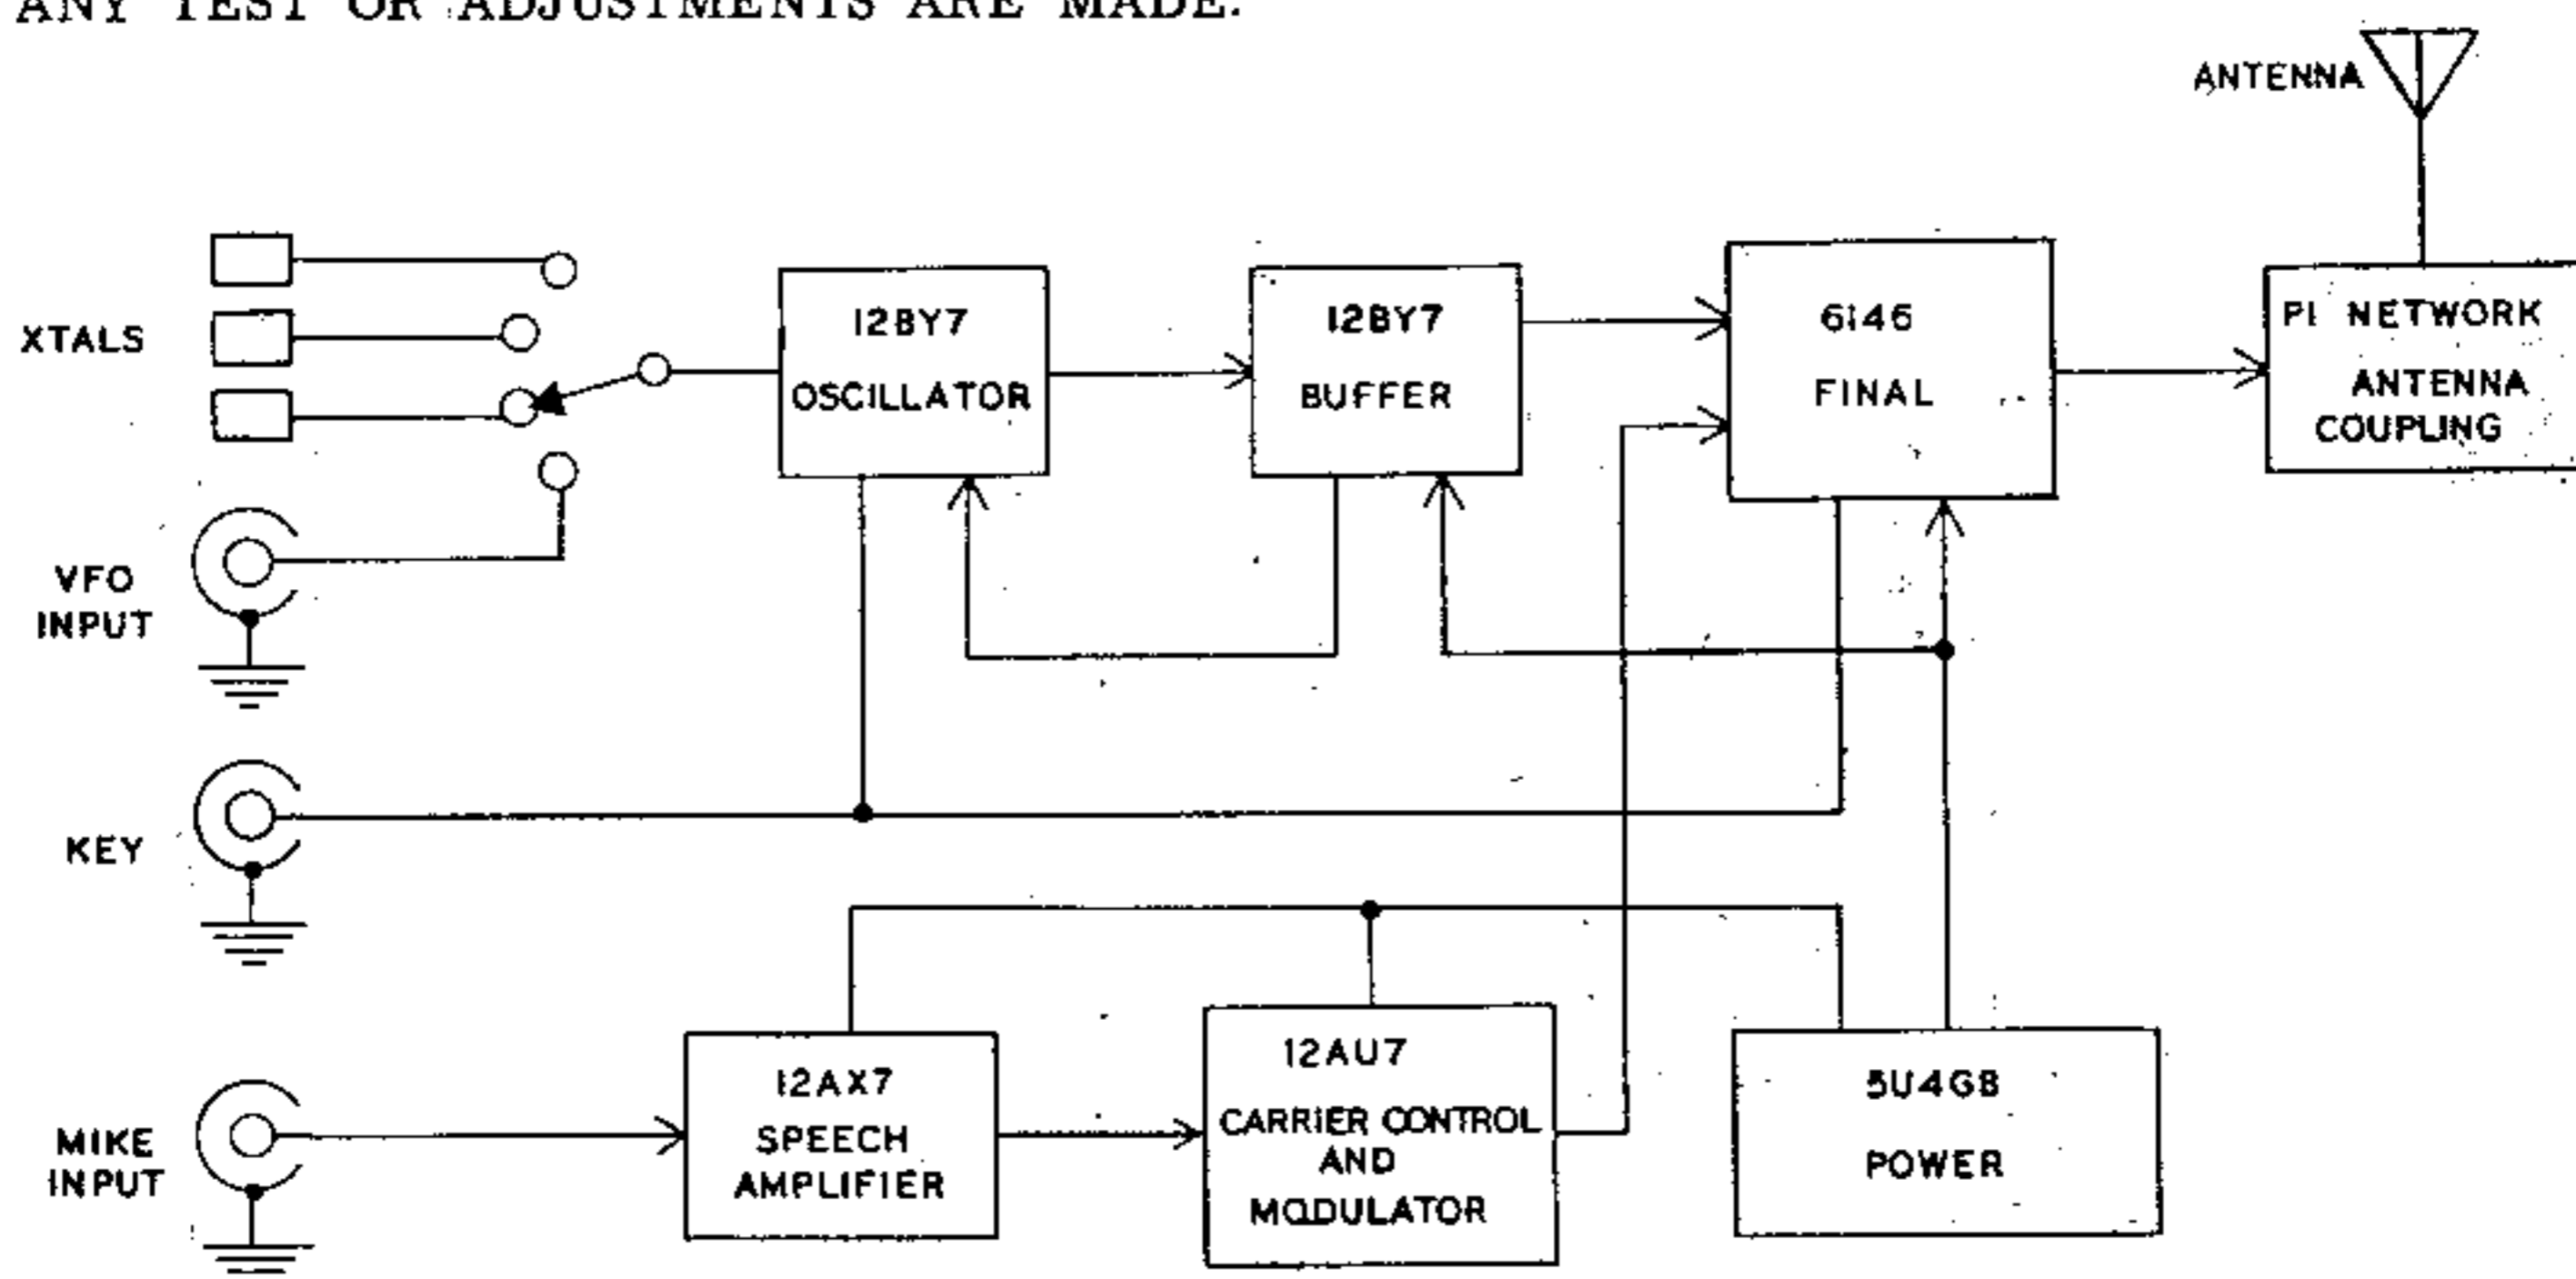 ANY TEST OR ADJUSTMENTS ARE MADE.
ANTENNA
XTALS
12BY7
OSCILLATOR
12BY7
BUFFER
6146
FINAL
PI NETWORK
ANTENNA
COUPLING
VFO
INPUT
KEY
MIKE
INPUT
12AX7
SPEECH
AMPLIFIER
12AU7
CARRIER CONTROL
AND
MODULATOR
5U4GB
POWER